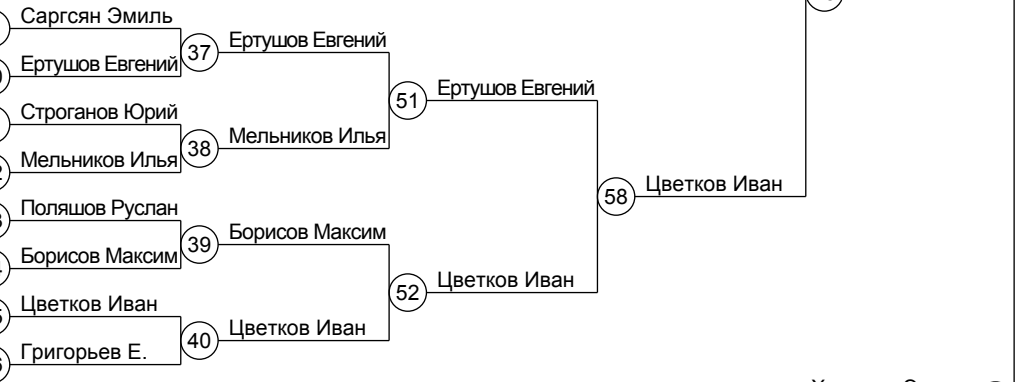 Саргсян Эмиль
37
Ертушов Евгений
Ертушов Евгений
51
Ертушов Евгений
Строганов Юрий
38
Мельников Илья
Мельников Илья
58
Цветков Иван
Поляшов Руслан
39
Борисов Максим
Борисов Максим
52
Цветков Иван
Цветков Иван
40
Цветков Иван
Григорьев Е.